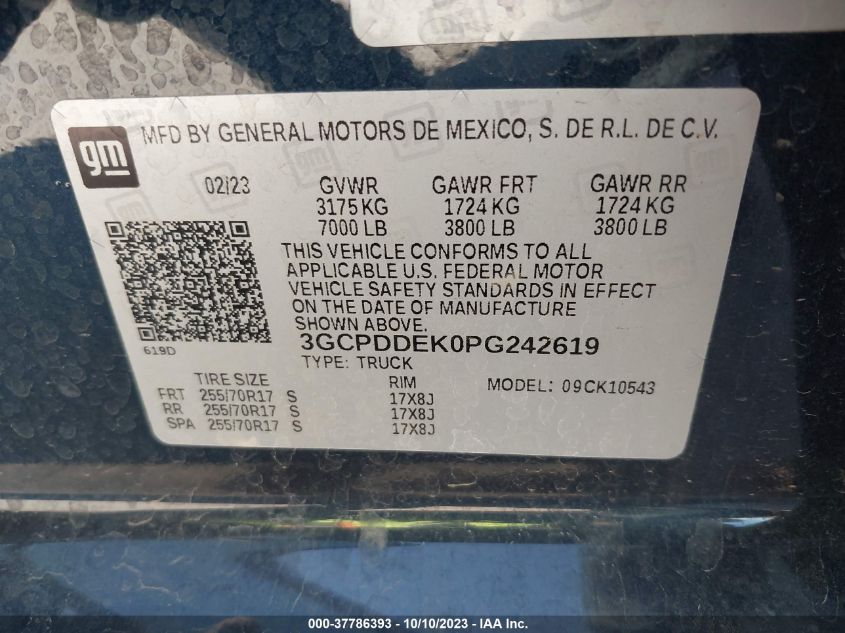 gm
MFD BY GENERAL MOTORS DE MEXICO, S. DE R.L. DE C.V.
02/23 GVWR GAWR FRT GAWR RR
3175 KG 1724 KG 1724 KG
7000 LB 3800 LB 3800 LB
THIS VEHICLE CONFORMS TO ALL
APPLICABLE U.S. FEDERAL MOTOR
VEHICLE SAFETY STANDARDS IN EFFECT
ON THE DATE OF MANUFACTURE
SHOWN ABOVE.
619D
3GCPDDEK0PG242619
TYPE: TRUCK
TIRE SIZE RIM MODEL: 09CK10543
FRT 255/70R17 S 17X8J
RR 255/70R17 S 17X8J
SPA 255/70R17 S 17X8J
000-37786393 - 10/10/2023 - IAA Inc.